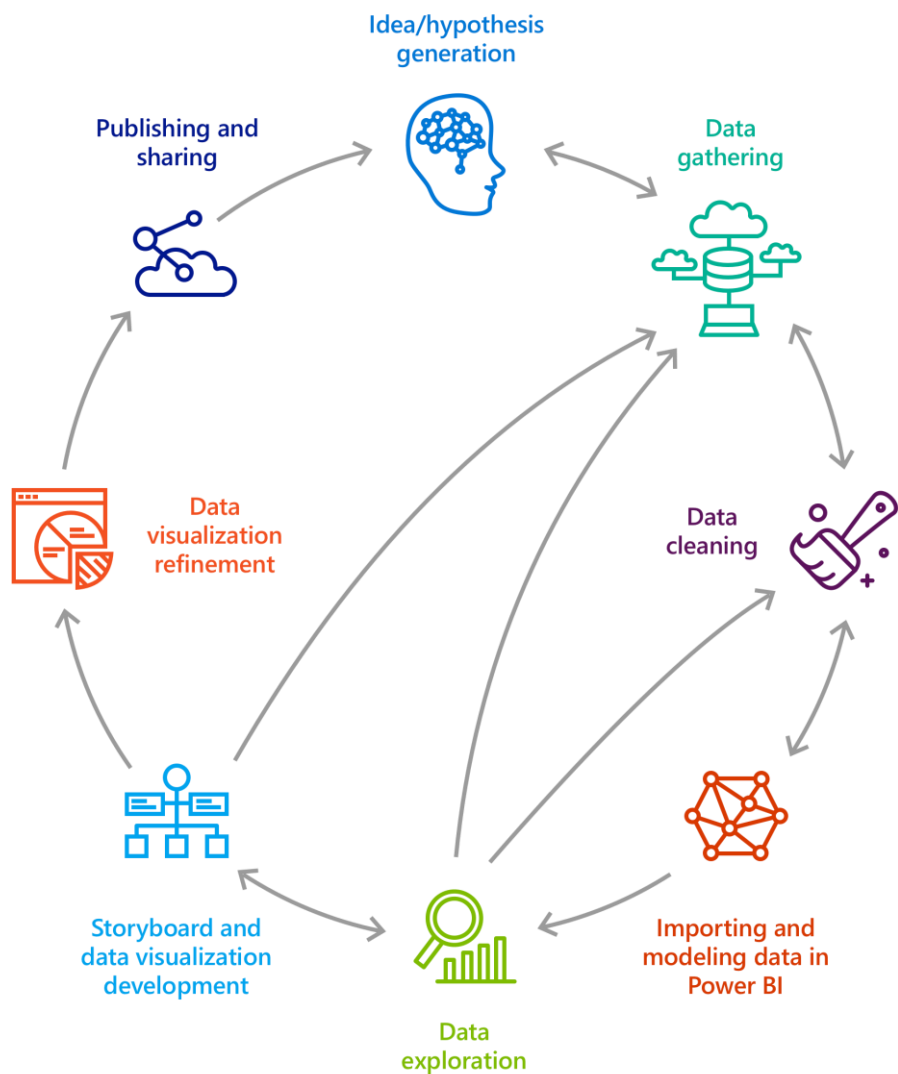 Idea/hypothesis
generation
Data
gathering
Data
cleaning
Importing and
modeling data in
Power BI
Data
exploration
Storyboard and
data visualization
development
Data
visualization
refinement
Publishing and
sharing